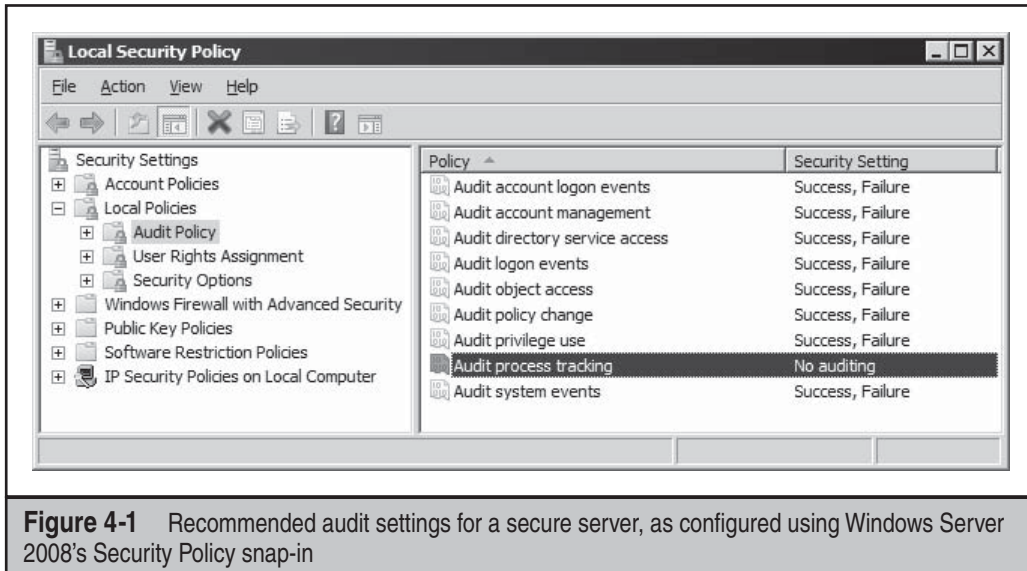 Local Security Policy
File Action View Help
Security Settings
Account Policies
Local Policies
Audit Policy
User Rights Assignment
Security Options
Windows Firewall with Advanced Security
Public Key Policies
Software Restriction Policies
IP Security Policies on Local Computer
Policy Security Setting
Audit account logon events Success, Failure
Audit account management Success, Failure
Audit directory service access Success, Failure
Audit logon events Success, Failure
Audit object access Success, Failure
Audit policy change Success, Failure
Audit privilege use Success, Failure
Audit process tracking No auditing
Audit system events Success, Failure
Figure 4-1 Recommended audit settings for a secure server, as configured using Windows Server
2008's Security Policy snap-in